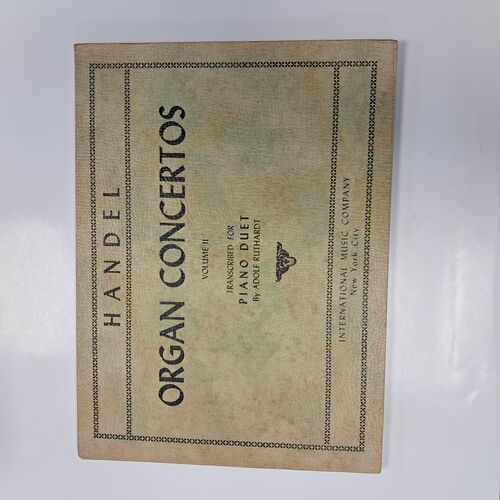 HANDEL
ORGAN CONCERTOS
VOLUME II
TRANSCRIBED FOR
PIANO DUET
By ADOLF RUTHARDT
INTERNATIONAL MUSIC COMPANY
New York City